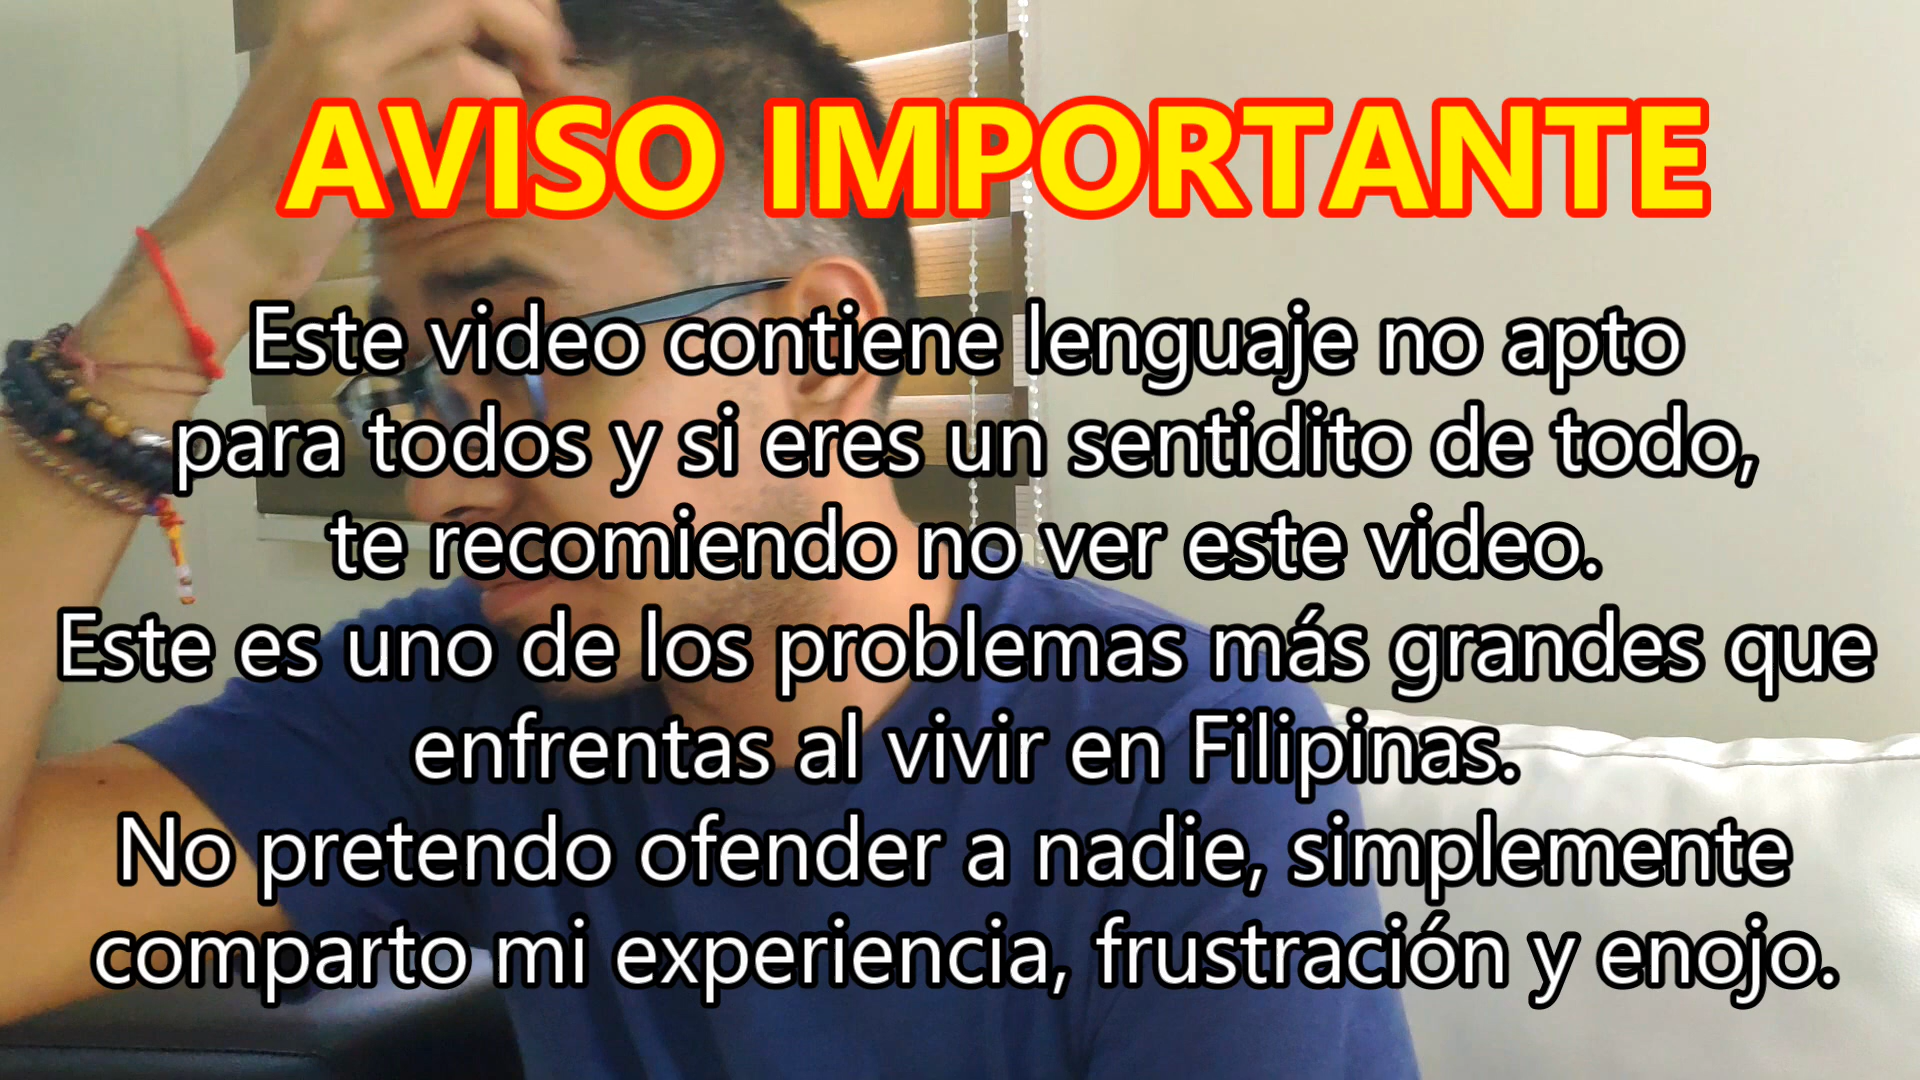 AVISO IMPORTANTE
Este video contiene lenguaje no apto
para todos y si eres un sentidito de todo,
te recomiendo no ver este video.
Este es uno de los problemas más grandes que
enfrentas al vivir en Filipinas.
No pretendo ofender a nadie, simplemente
comparto mi experiencia, frustración y enojo.